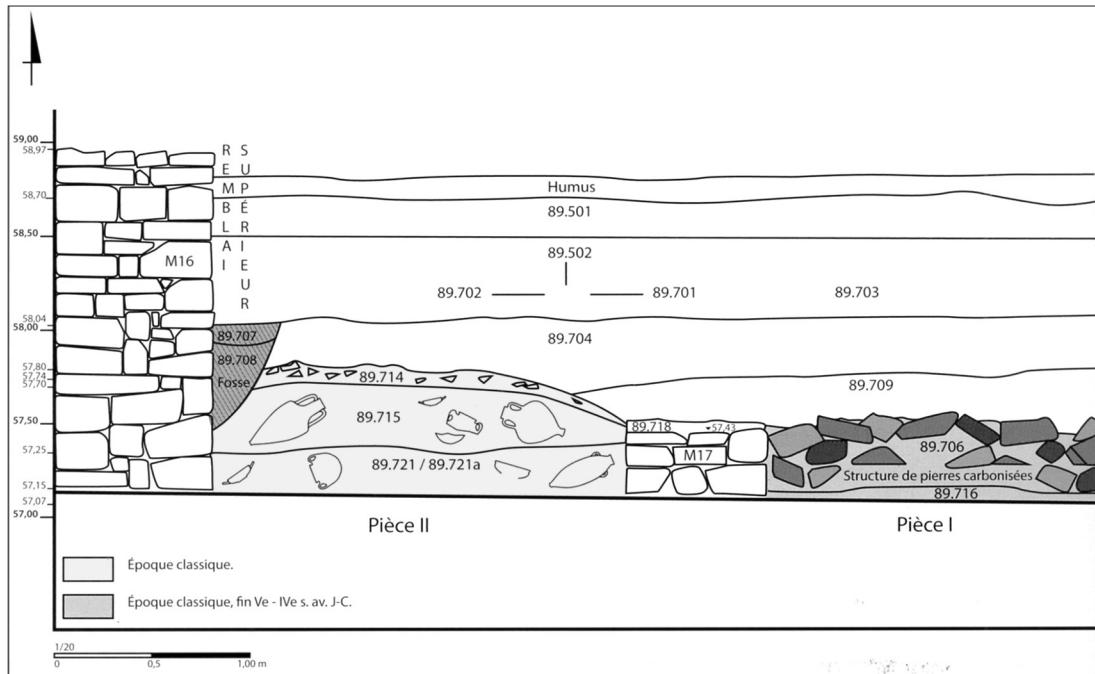 59,00
58,97
REMBLAI
SUPÉRIEUR
Humus
58,70
89.501
58,50
89.502
M16
89.702
89.701
89.703
58,04
58,00
89.707
89.704
89.708
Fosse
57,80
57,74
57,70
89.714
89.709
89.715
57,50
89.718
57,43
89.706
57,25
M17
89.721 / 89.721a
Structure de pierres carbonisées
57,15
89.716
57,07
57,00
Pièce II
Pièce I
Époque classique.
Époque classique, fin Ve - IVe s. av. J-C.
1/20
0
0,5
1,00 m